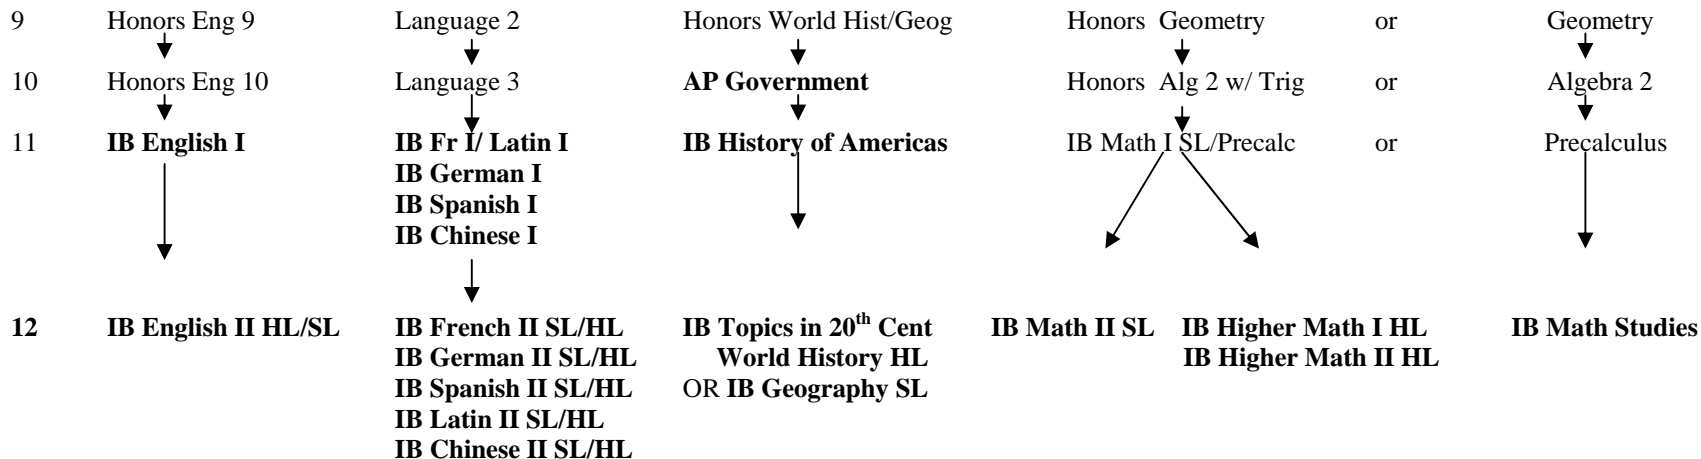 9 Honors Eng 9 Language 2 Honors World Hist/Geog Honors Geometry or Geometry
10 Honors Eng 10 Language 3 AP Government Honors Alg 2 w/ Trig or Algebra 2
11 IB English I IB Fr I/ Latin I IB History of Americas IB Math I SL/Precalc or Precalculus
IB German I
IB Spanish I
IB Chinese I
12 IB English II HL/SL IB French II SL/HL IB Topics in 20th Cent IB Math II SL IB Higher Math I HL IB Math Studies
IB German II SL/HL World History HL IB Higher Math II HL
IB Spanish II SL/HL OR IB Geography SL
IB Latin II SL/HL
IB Chinese II SL/HL